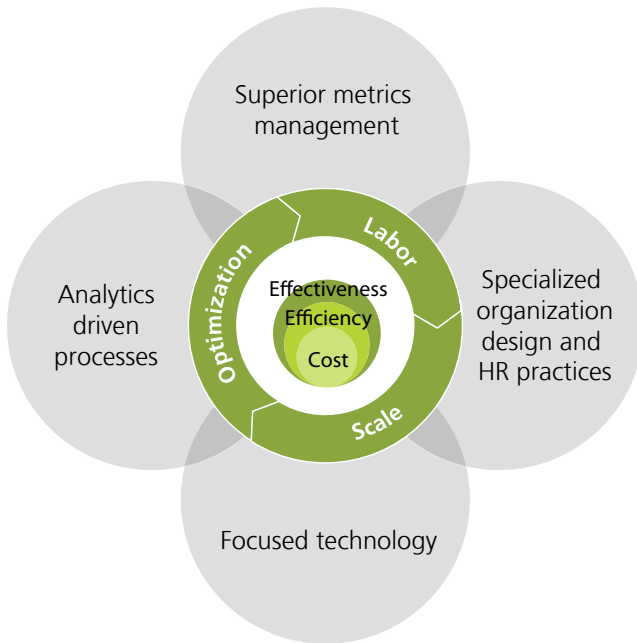 Superior metrics
management
Labor
Optimization
Effectiveness
Efficiency
Cost
Analytics
driven
processes
Specialized
organization
design and
HR practices
Scale
Focused technology